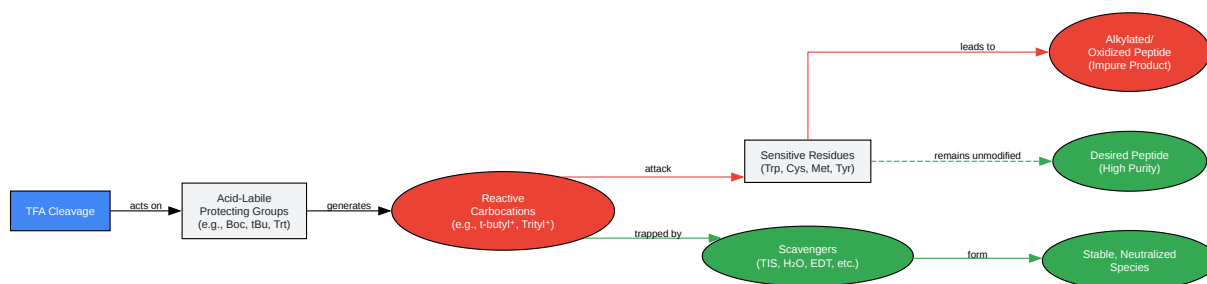 TFA Cleavage
acts on
Acid-Labile
Protecting Groups
(e.g., Boc, tBu, Trt)
generates
Reactive
Carbocations
(e.g., t-butyl⁺, Trityl⁺)
attack
Sensitive Residues
(Trp, Cys, Met, Tyr)
leads to
Alkylated/
Oxidized Peptide
(Impure Product)
remains unmodified
Desired Peptide
(High Purity)
trapped by
Scavengers
(TIS, H₂O, EDT, etc.)
form
Stable, Neutralized
Species